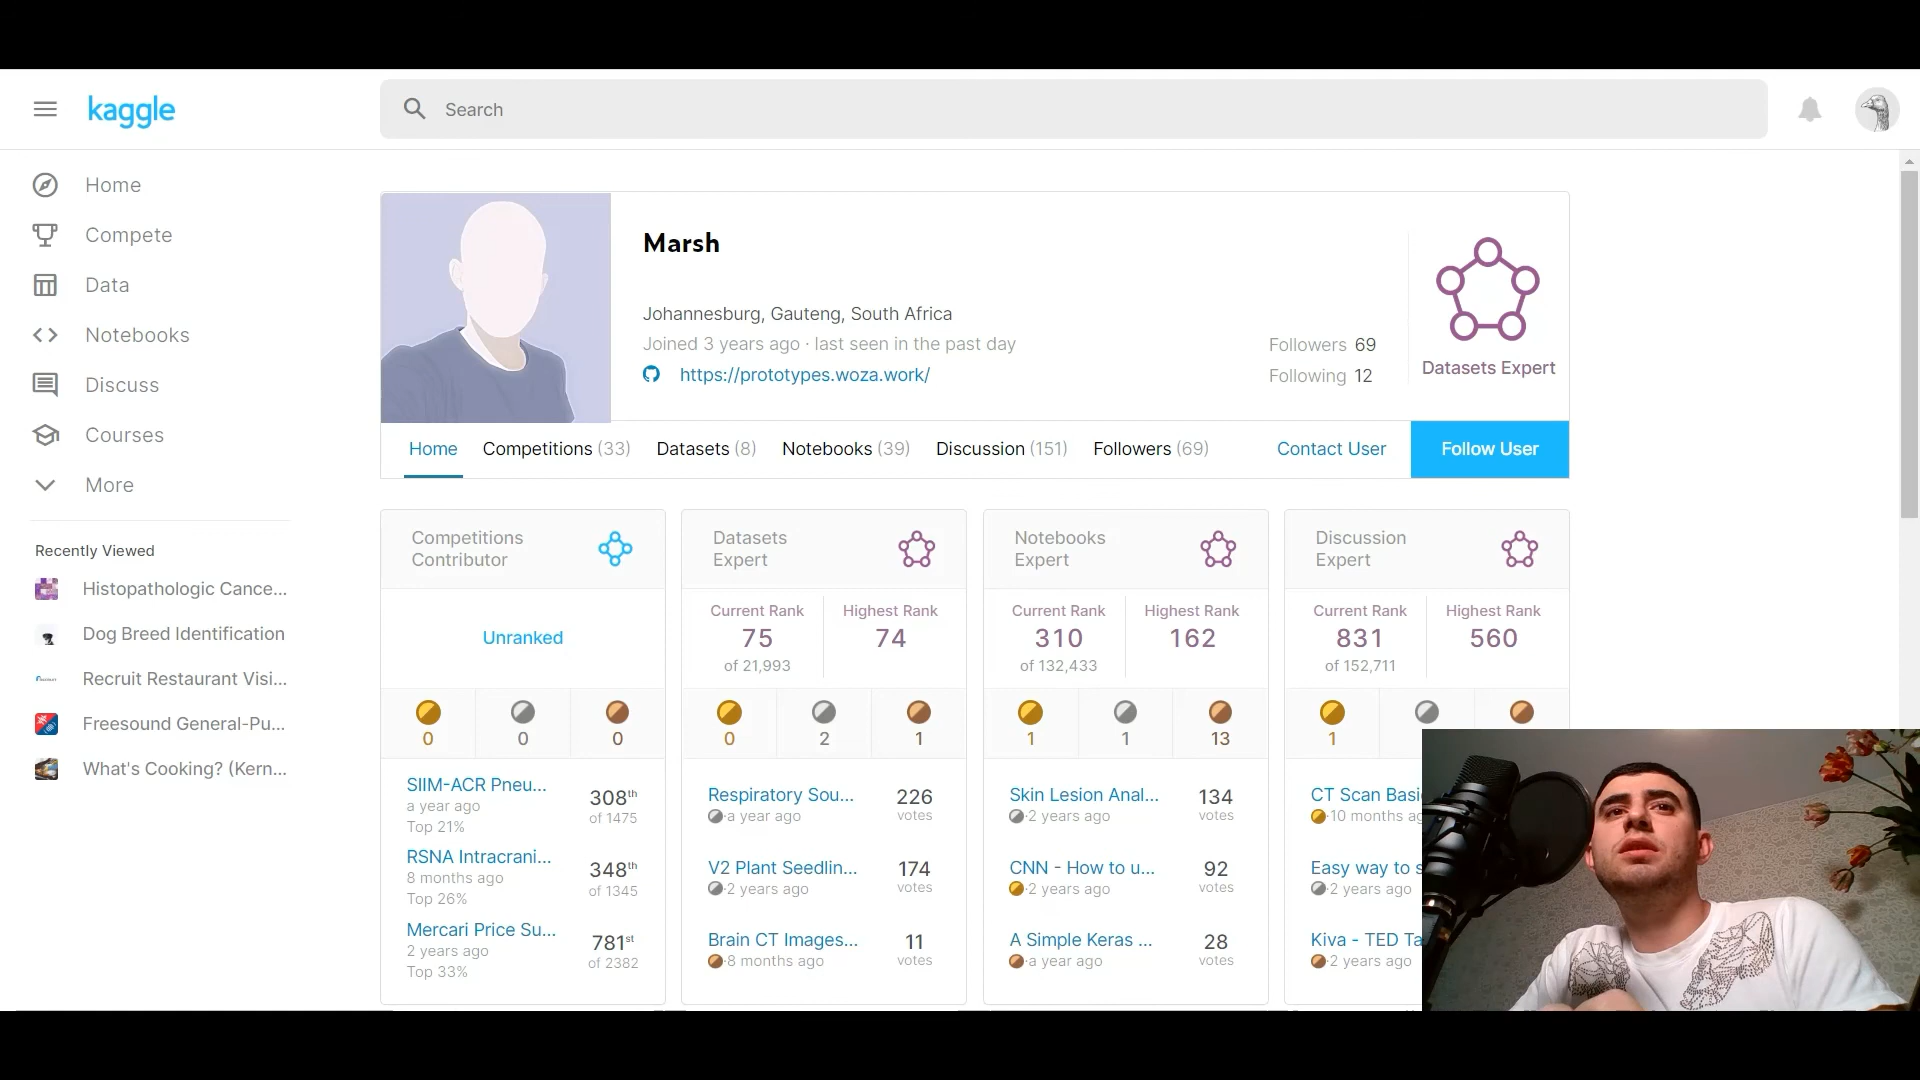 kaggle
Search
Home
Compete
Data
Notebooks
Discuss
Courses
More
Recently Viewed
Histopathologic Cance...
Dog Breed Identification
Recruit Restaurant Visi...
Freesound General-Pu...
What's Cooking? (Kern...
Marsh
Johannesburg, Gauteng, South Africa
Joined 3 years ago · last seen in the past day
https://prototypes.woza.work/
Followers 69
Following 12
Datasets Expert
Home Competitions (33) Datasets (8) Notebooks (39) Discussion (151) Followers (69) Contact User Follow User
Competitions
Contributor
Unranked
0 0 0
SIIM-ACR Pneu...
a year ago
Top 21%
308th
of 1475
RSNA Intracrani...
8 months ago
Top 26%
348th
of 1345
Mercari Price Su...
2 years ago
Top 33%
781st
of 2382
Datasets
Expert
Current Rank
75
of 21,993
Highest Rank
74
0 2 1
Respiratory Sou...
· a year ago
226
votes
V2 Plant Seedlin...
· 2 years ago
174
votes
Brain CT Images...
· 8 months ago
11
votes
Notebooks
Expert
Current Rank
310
of 132,433
Highest Rank
162
1 1 13
Skin Lesion Anal...
· 2 years ago
134
votes
CNN - How to u...
· 2 years ago
92
votes
A Simple Keras ...
· a year ago
28
votes
Discussion
Expert
Current Rank
831
of 152,711
Highest Rank
560
1
CT Scan Basi
· 10 months ag
Easy way to s
· 2 years ago
Kiva - TED Ta
· 2 years ago